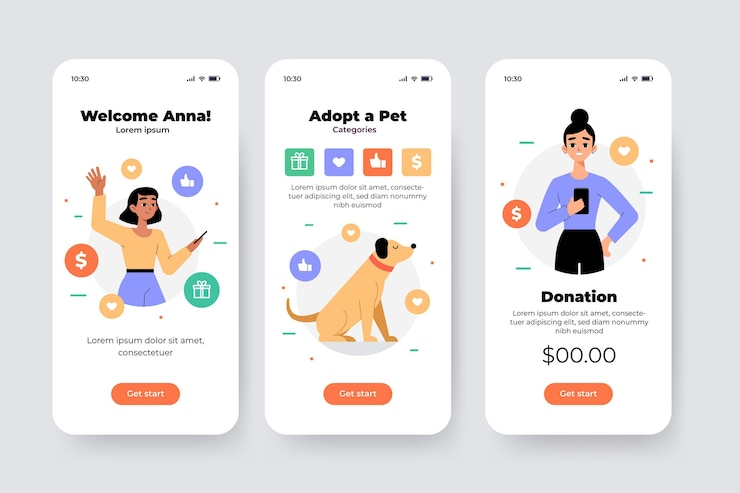 10:30
Welcome Anna!
Lorem ipsum
$
Lorem ipsum dolor sit amet,
consectetuer
Get start
10:30
Adopt a Pet
Categories
$
Lorem ipsum dolor sit amet, consecte-
tuer adipiscing elit, sed diam nonummy
nibh euismod
Get start
10:30
$
Donation
Lorem ipsum dolor sit amet, consecte-
tuer adipiscing elit, sed diam nonummy
nibh euismod
$00.00
Get start